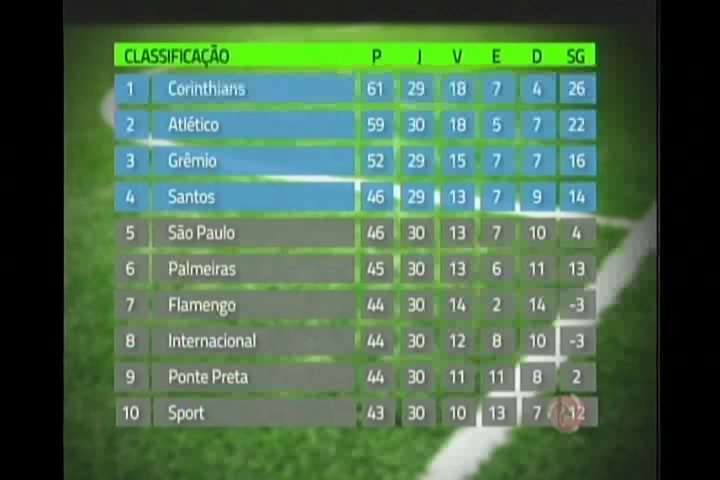 CLASSIFICAÇÃO P J V E D SG
1 Corinthians 61 29 18 7 4 26
2 Atlético 59 30 18 5 7 22
3 Grêmio 52 29 15 7 7 16
4 Santos 46 29 13 7 9 14
5 São Paulo 46 30 13 7 10 4
6 Palmeiras 45 30 13 6 11 13
7 Flamengo 44 30 14 2 14 -3
8 Internacional 44 30 12 8 10 -3
9 Ponte Preta 44 30 11 11 8 2
10 Sport 43 30 10 13 7 12